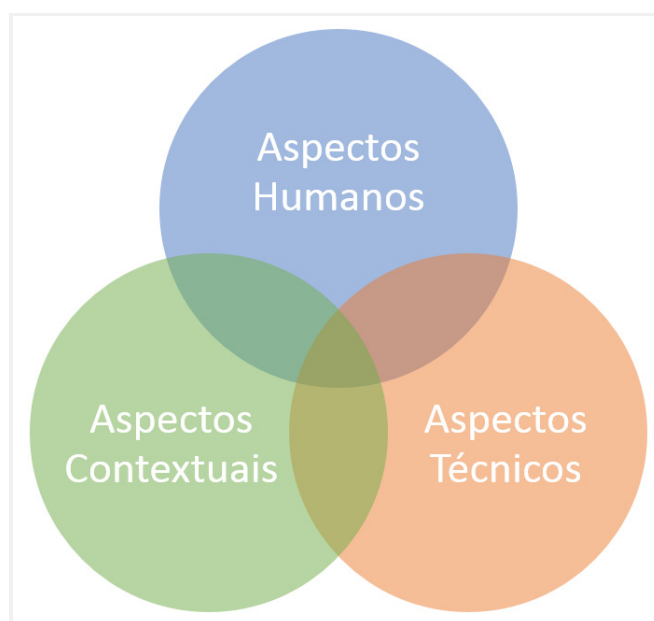 Aspectos
Humanos
Aspectos
Contextuais
Aspectos
Técnicos